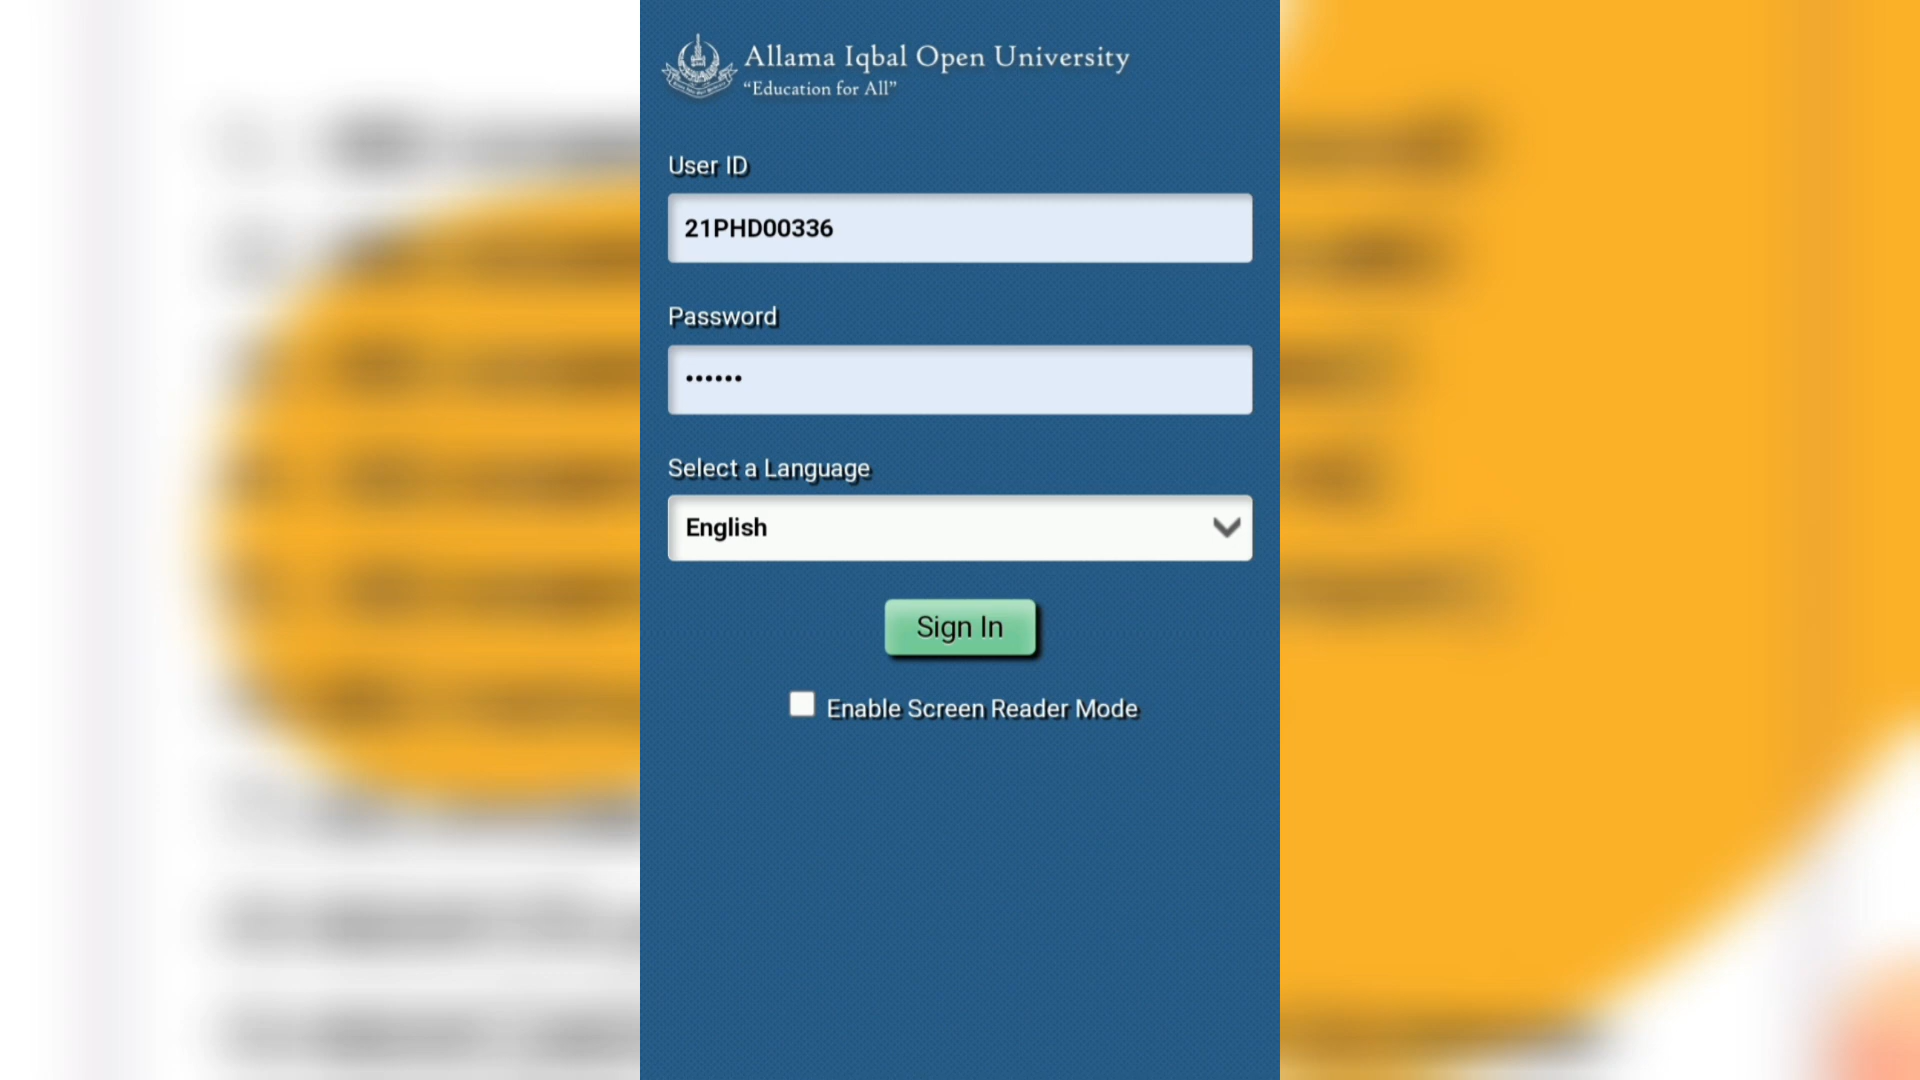 Allama Iqbal Open University
“Education for All”
User ID
21PHD00336
Password
••••••
Select a Language
English
Sign In
Enable Screen Reader Mode